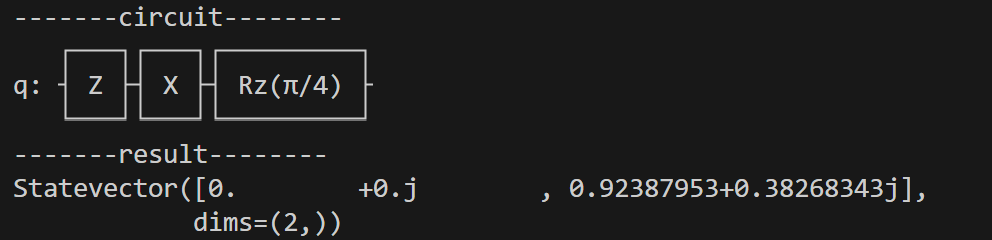 -------circuit--------
q: Z X Rz(π/4)
-------result--------
Statevector([0.        +0.j        , 0.92387953+0.38268343j],
            dims=(2,))